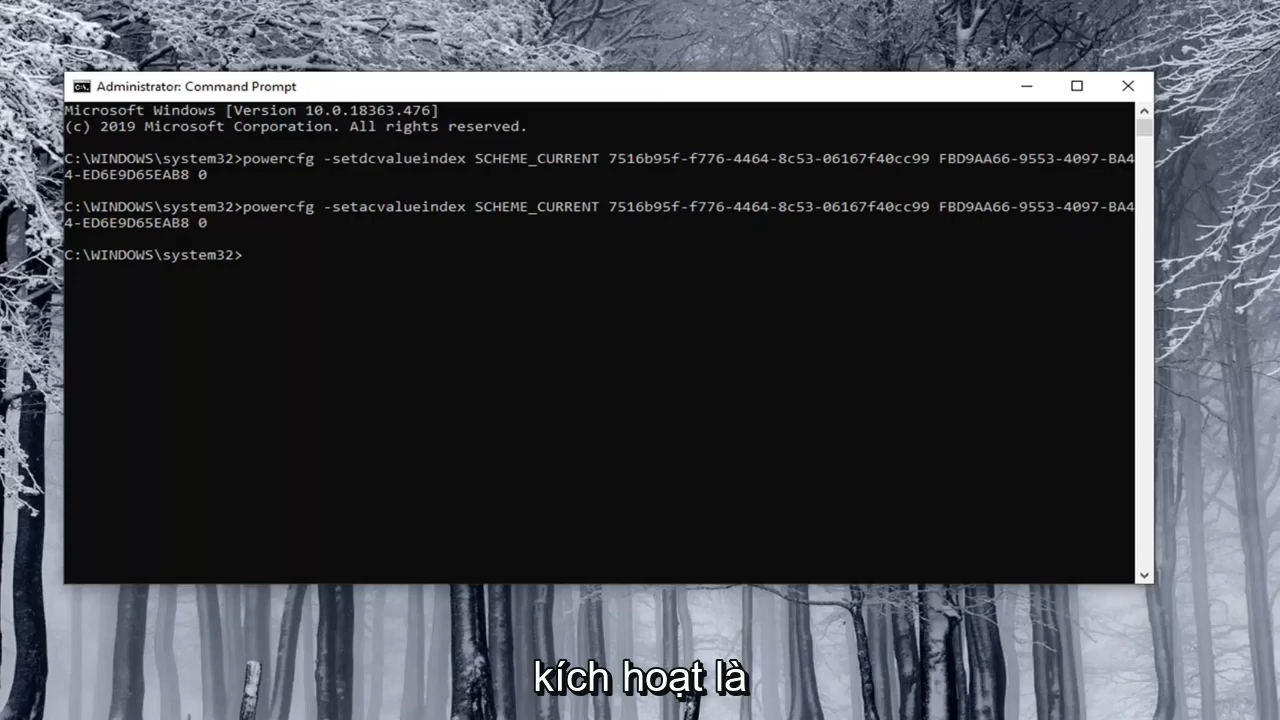 Administrator: Command Prompt
Microsoft Windows [Version 10.0.18363.476]
(c) 2019 Microsoft Corporation. All rights reserved.
C:\WINDOWS\system32>powercfg -setdcvalueindex SCHEME_CURRENT 7516b95f-f776-4464-8c53-06167f40cc99 FBD9AA66-9553-4097-BA4
4-ED6E9D65EAB8 0
C:\WINDOWS\system32>powercfg -setacvalueindex SCHEME_CURRENT 7516b95f-f776-4464-8c53-06167f40cc99 FBD9AA66-9553-4097-BA4
4-ED6E9D65EAB8 0
C:\WINDOWS\system32>
kích hoạt là